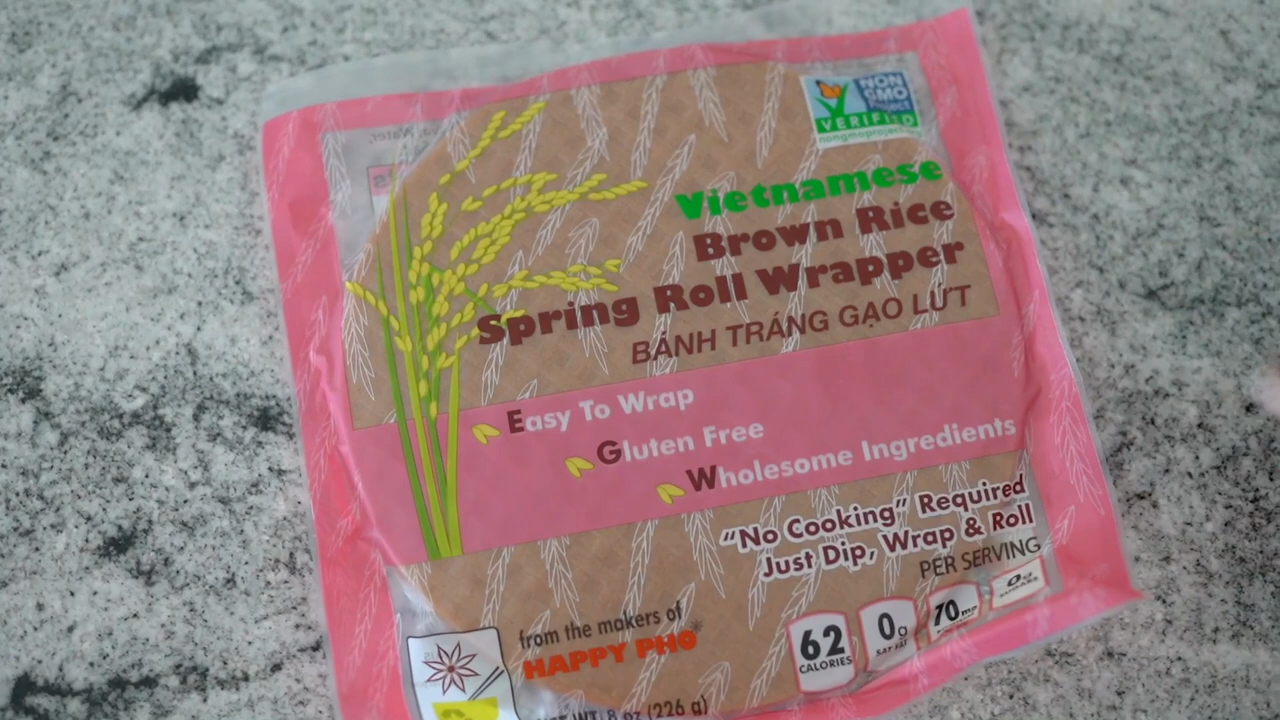 NON
GMO
Project
VERIFIED
nongmoproject.
Vietnamese
Brown Rice
Spring Roll Wrapper
BÁNH TRÁNG GẠO LỨT
Easy To Wrap
Gluten Free
Wholesome Ingredients
"No Cooking" Required
Just Dip, Wrap & Roll
PER SERVING
62
CALORIES
0g
SAT FAT
70mg
0g
SUGARS
from the makers of
HAPPY PHO
NET WT. 8 oz (226 g)